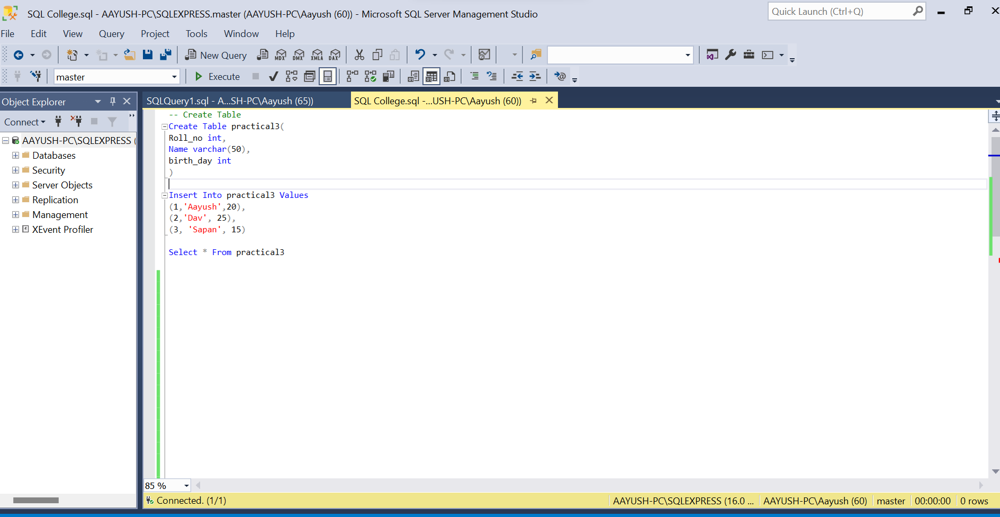 SQL College.sql - AAYUSH-PC\SQLEXPRESS.master (AAYUSH-PC\Aayush (60)) - Microsoft SQL Server Management Studio
Quick Launch (Ctrl+Q)
File Edit View Query Project Tools Window Help
New Query MDX DMX XMLA DAX
master Execute
Object Explorer
SQLQuery1.sql - A...SH-PC\Aayush (65)) SQL College.sql -...USH-PC\Aayush (60))
Connect
AAYUSH-PC\SQLEXPRESS (
Databases
Security
Server Objects
Replication
Management
XEvent Profiler
-- Create Table
Create Table practical3(
Roll_no int,
Name varchar(50),
birth_day int
)
Insert Into practical3 Values
(1,'Aayush',20),
(2,'Dav', 25),
(3, 'Sapan', 15)
Select * From practical3
85 %
Connected. (1/1) AAYUSH-PC\SQLEXPRESS (16.0 ... AAYUSH-PC\Aayush (60) master 00:00:00 0 rows